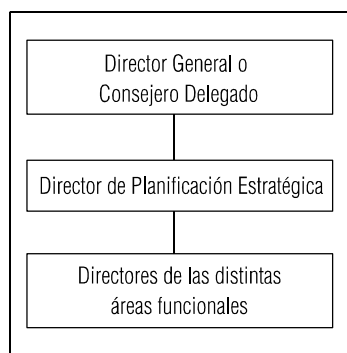 Director General o
Consejero Delegado
Director de Planificación Estratégica
Directores de las distintas
áreas funcionales